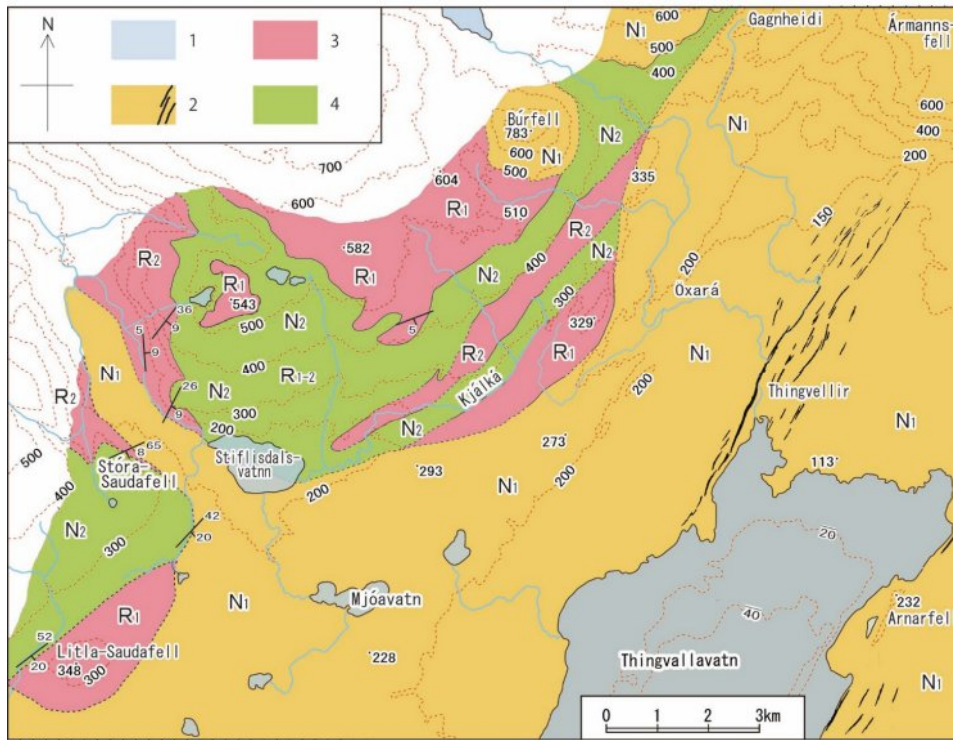 N
1
3
2
4
600
N1
500
400
Gagnheidi
Ármanns-
fell
600
400
200
Búrfell
783
600
N1
500
N2
700
600
604
R1
510
335
150
R2
582
R1
R2
N2
400
N2
200
Oxará
R1
543
500
N2
36
9
5
9
300
329
R1
N1
400
R1-2
R2
Kjálká
N1
26
9
N2
300
200
200
Thingvellir
R2
N2
N1
500
65
8
Stóra-
Saudafell
Stiflisdals-
vatnn
273
293
200
N1
200
113
400
N2
42
20
300
20
N1
R1
Mjóavatn
40
232
Arnarfel
52
20
Litla-Saudafell
348
300
228
Thingvallavatn
N1
0 1 2 3km